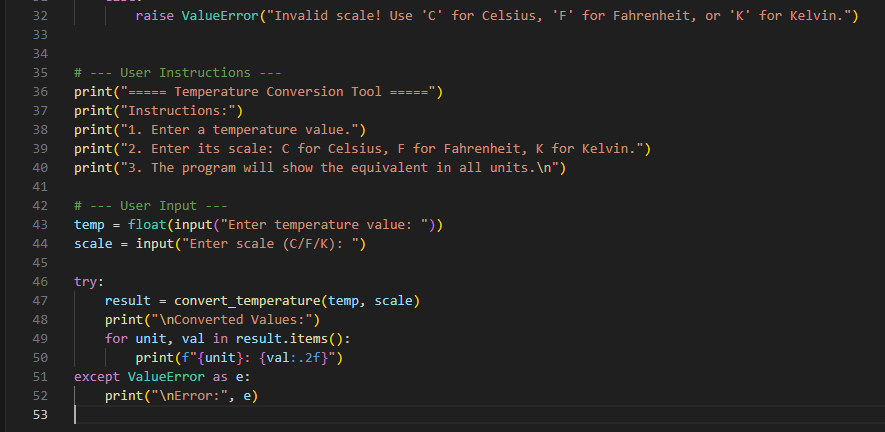 32 raise ValueError("Invalid scale! Use 'C' for Celsius, 'F' for Fahrenheit, or 'K' for Kelvin.")
33
34
35 # --- User Instructions ---
36 print("===== Temperature Conversion Tool =====")
37 print("Instructions:")
38 print("1. Enter a temperature value.")
39 print("2. Enter its scale: C for Celsius, F for Fahrenheit, K for Kelvin.")
40 print("3. The program will show the equivalent in all units.\n")
41
42 # --- User Input ---
43 temp = float(input("Enter temperature value: "))
44 scale = input("Enter scale (C/F/K): ")
45
46 try:
47     result = convert_temperature(temp, scale)
48     print("\nConverted Values:")
49     for unit, val in result.items():
50         print(f"{unit}: {val:.2f}")
51 except ValueError as e:
52     print("\nError:", e)
53